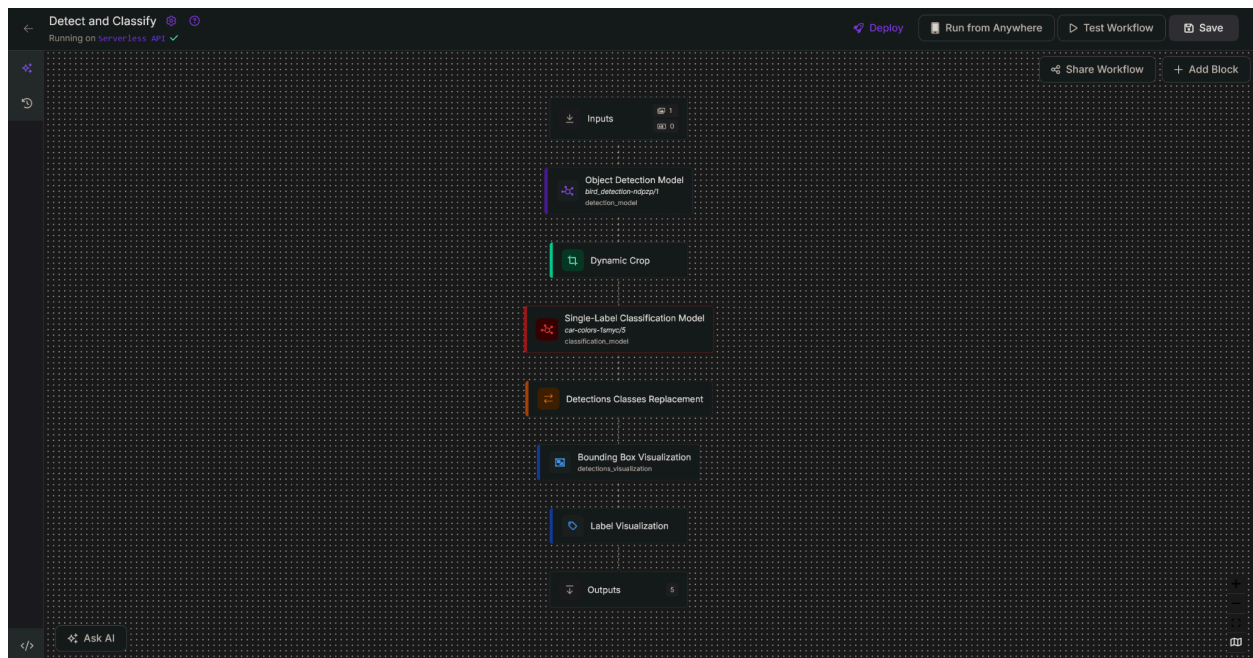 Detect and Classify
Running on Serverless API
Deploy
Run from Anywhere
Test Workflow
Save
Share Workflow
+ Add Block
Inputs
1
0
Object Detection Model
bird_detection-ndpzp/1
detection_model
Dynamic Crop
Single-Label Classification Model
car-colors-1smyc/5
classification_model
Detections Classes Replacement
Bounding Box Visualization
detections_visualization
Label Visualization
Outputs
5
Ask AI
</>